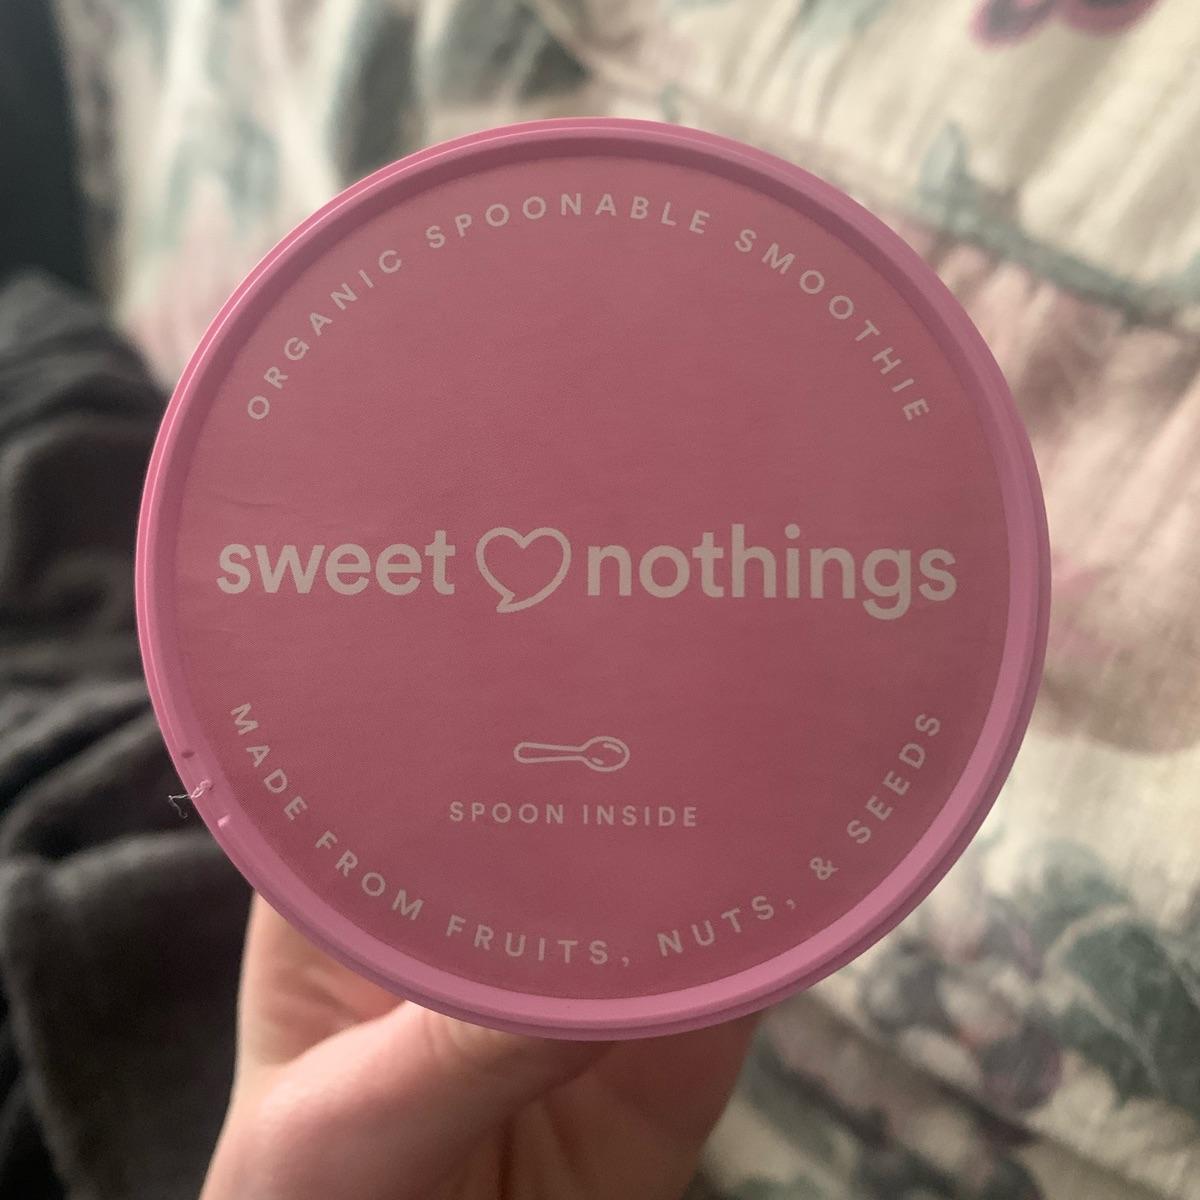 ORGANIC SPOONABLE SMOOTHIE
sweet nothings
SPOON INSIDE
MADE FROM FRUITS, NUTS, & SEEDS